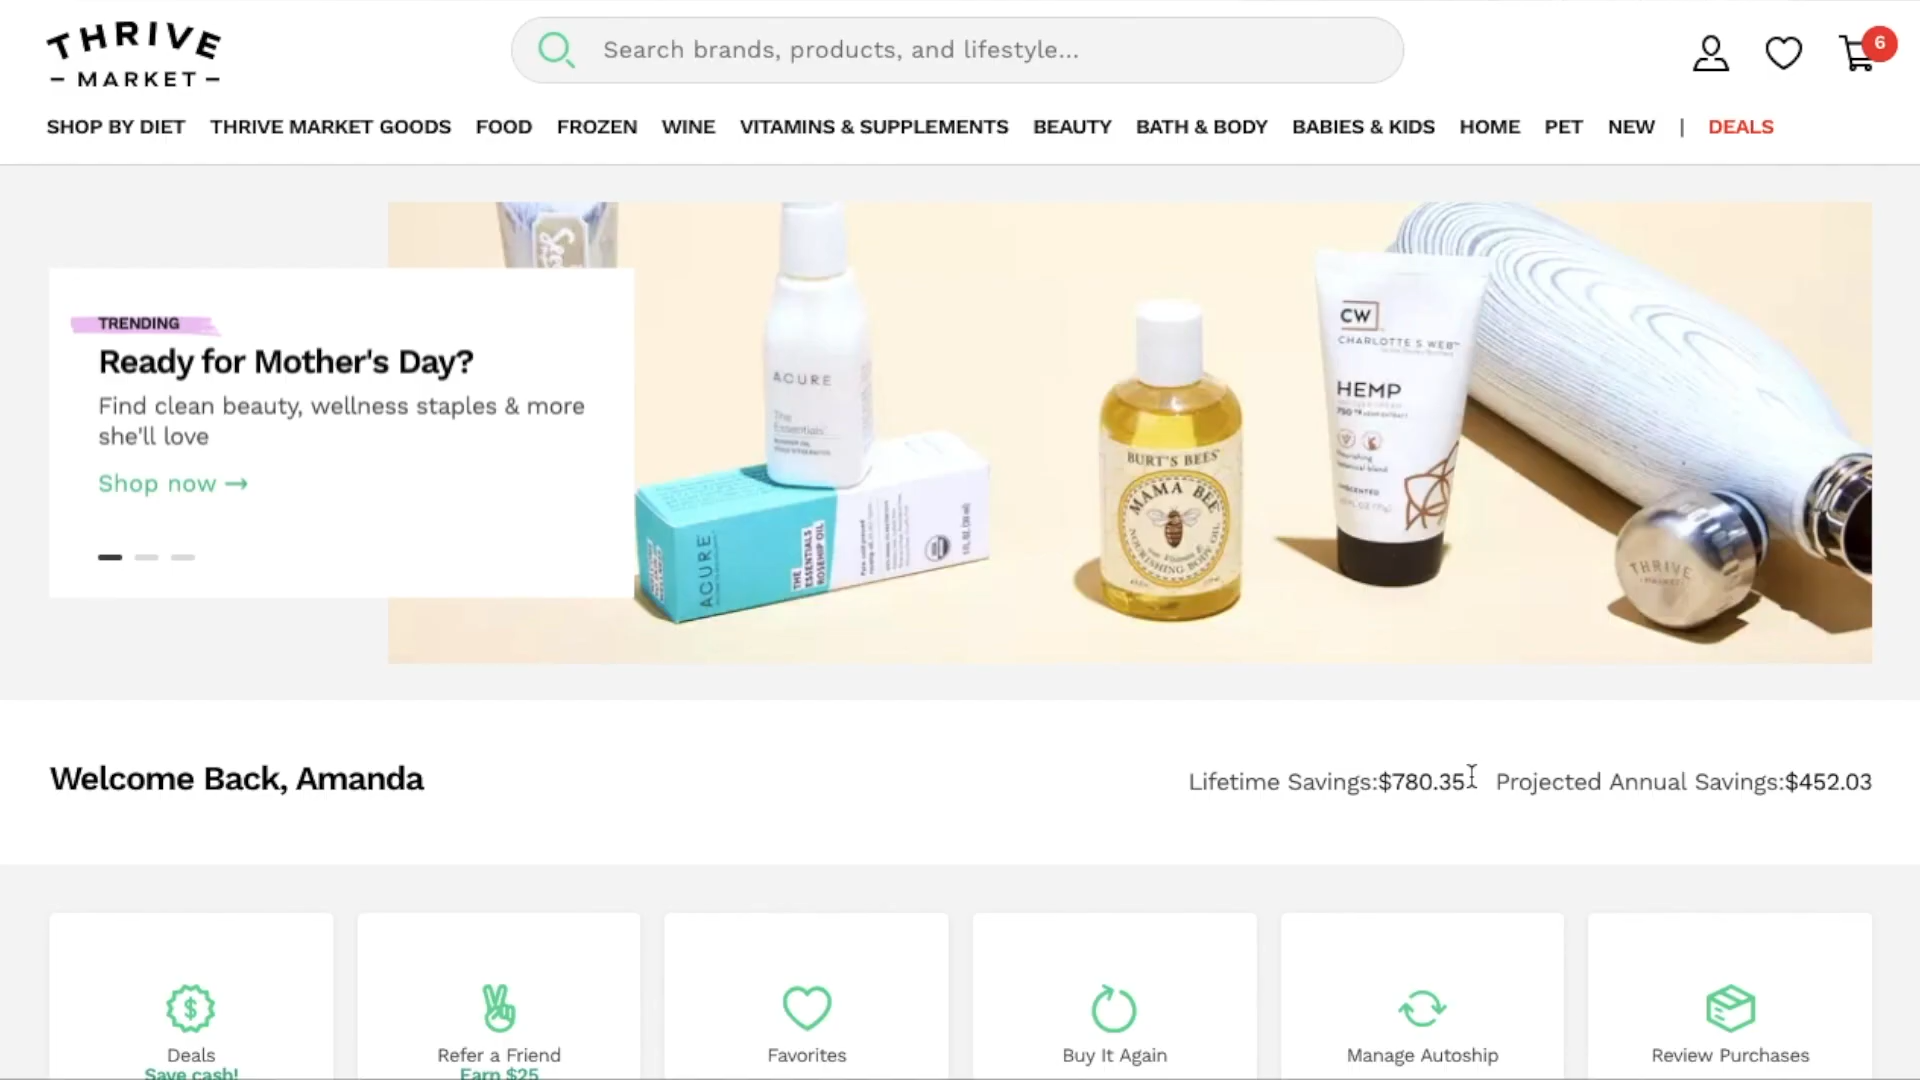 THRIVE
MARKET
Search brands, products, and lifestyle...
6
SHOP BY DIET THRIVE MARKET GOODS FOOD FROZEN WINE VITAMINS & SUPPLEMENTS BEAUTY BATH & BODY BABIES & KIDS HOME PET NEW | DEALS
TRENDING
Ready for Mother's Day?
Find clean beauty, wellness staples & more
she'll love
Shop now →
ACURE
The
Essentials
ACURE
THE
ESSENTIALS
ROSEHIP OIL
BURT'S BEES
MAMA BEE
NOURISHING BODY OIL
CW
CHARLOTTE'S WEB™
HEMP
THRIVE
MARKET
Welcome Back, Amanda
Lifetime Savings:$780.35 Projected Annual Savings:$452.03
Deals
Save cash!
Refer a Friend
Earn $25
Favorites
Buy It Again
Manage Autoship
Review Purchases